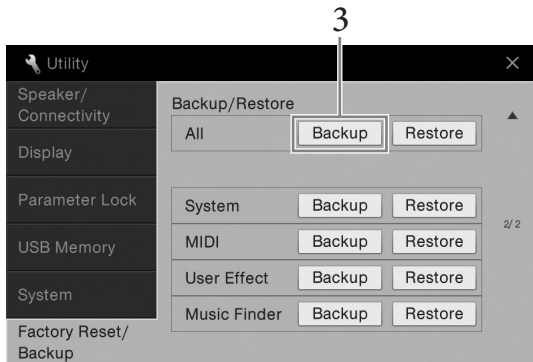 3
Utility
Speaker/
Connectivity
Display
Parameter Lock
USB Memory
System
Factory Reset/
Backup
Backup/Restore
All Backup Restore
System Backup Restore
MIDI Backup Restore
User Effect Backup Restore
Music Finder Backup Restore
2/2